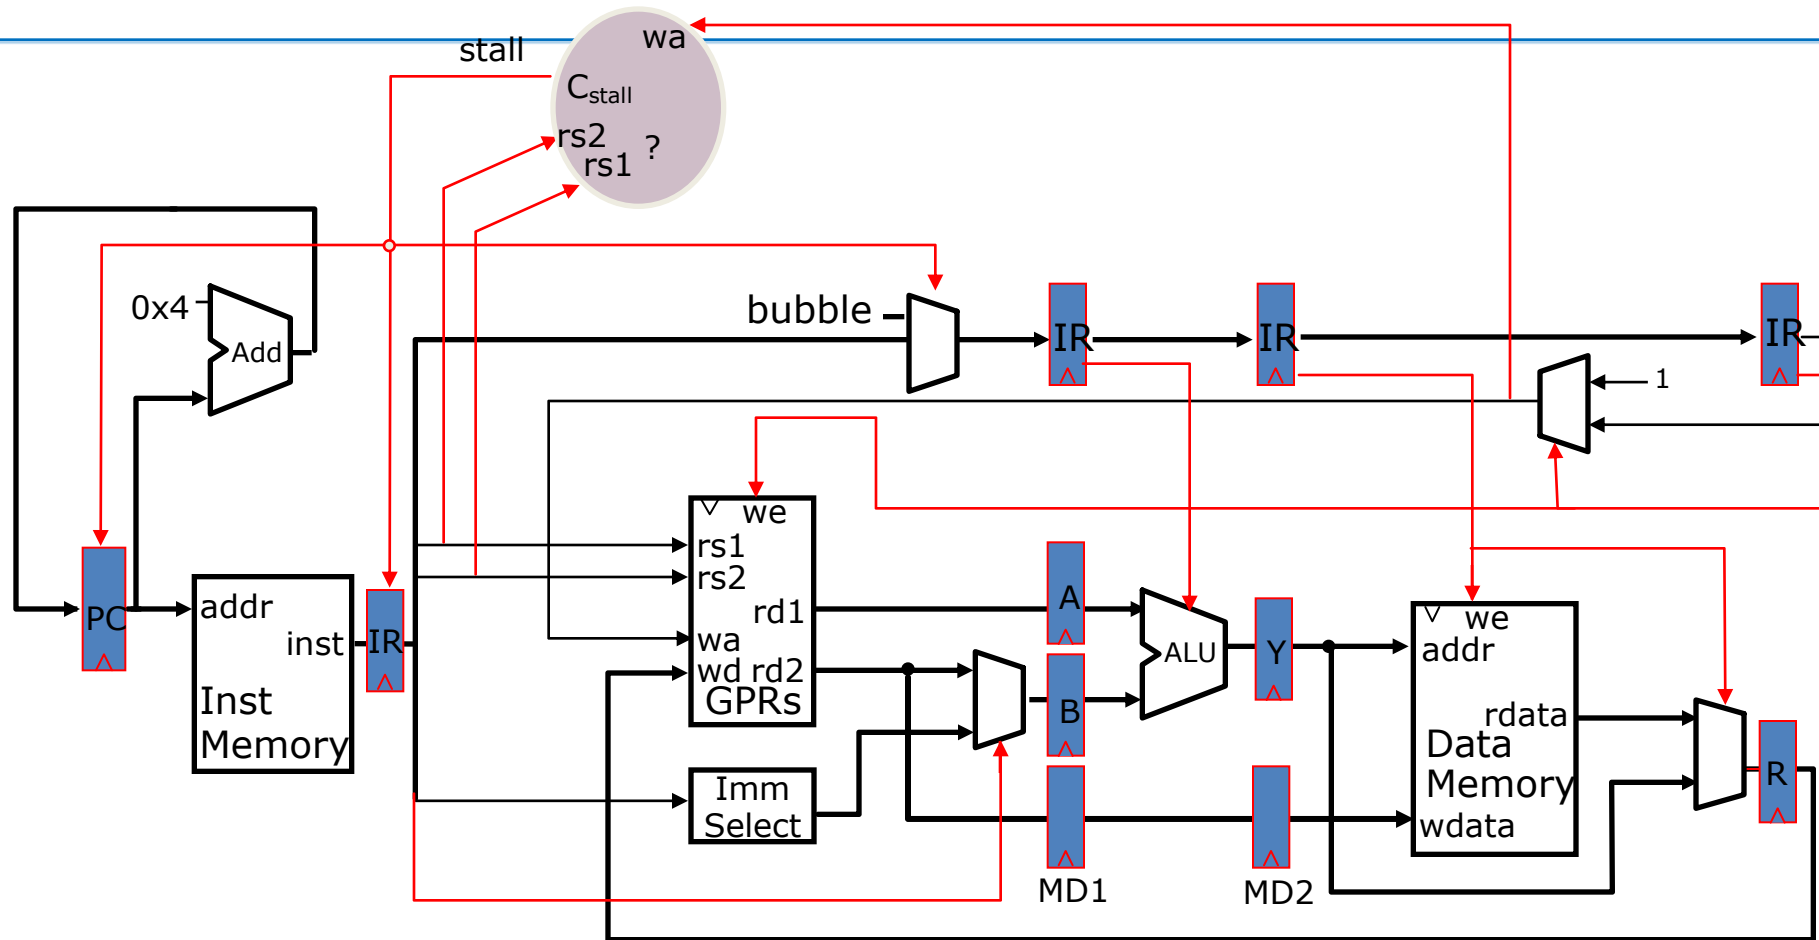 wa
stall
C_stall
rs2
rs1 ?
0x4
Add
bubble
IR
IR
IR
1
we
rs1
rs2
rd1
wa
wd rd2
GPRs
PC
addr
inst
Inst
Memory
IR
A
B
ALU
Y
we
addr
rdata
Data
Memory
wdata
R
Imm
Select
MD1
MD2